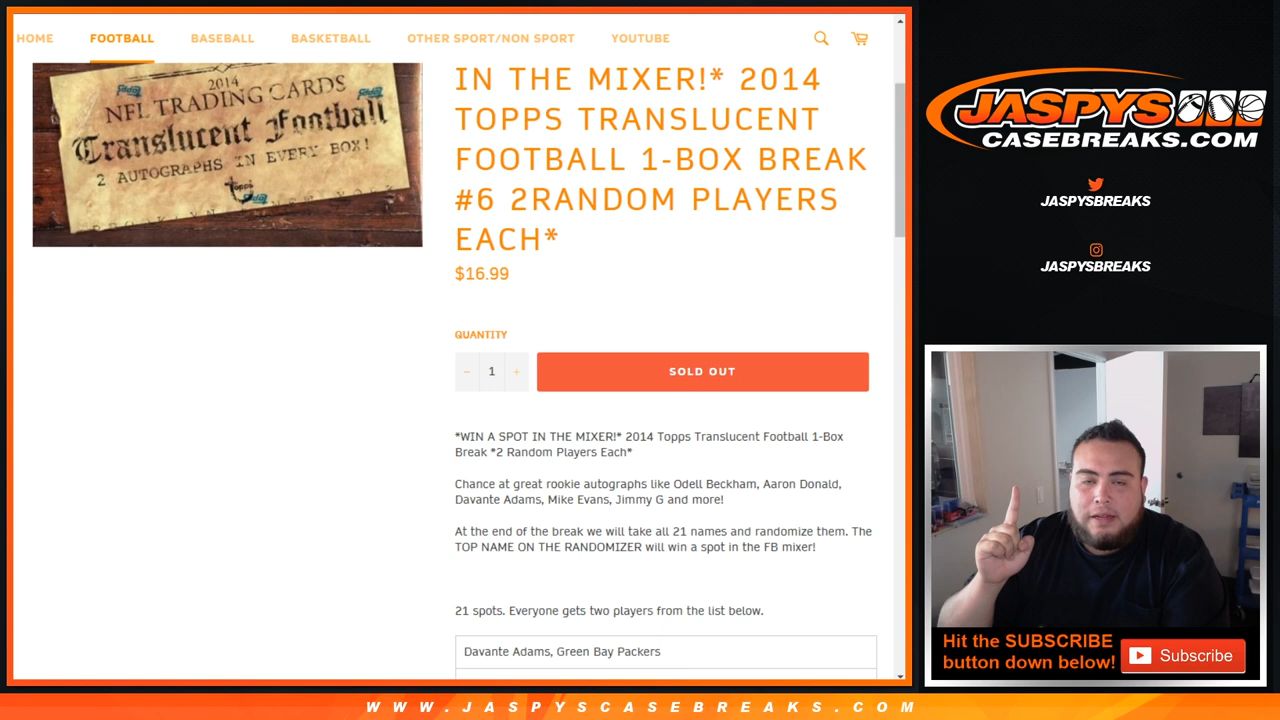 HOME FOOTBALL BASEBALL BASKETBALL OTHER SPORT/NON SPORT YOUTUBE
2014
NFL TRADING CARDS
Translucent Football
2 AUTOGRAPHS IN EVERY BOX!
Topps
IN THE MIXER!* 2014
TOPPS TRANSLUCENT
FOOTBALL 1-BOX BREAK
#6 2RANDOM PLAYERS
EACH*
$16.99
QUANTITY
− 1 +
SOLD OUT
*WIN A SPOT IN THE MIXER!* 2014 Topps Translucent Football 1-Box
Break *2 Random Players Each*
Chance at great rookie autographs like Odell Beckham, Aaron Donald,
Davante Adams, Mike Evans, Jimmy G and more!
At the end of the break we will take all 21 names and randomize them. The
TOP NAME ON THE RANDOMIZER will win a spot in the FB mixer!
21 spots. Everyone gets two players from the list below.
Davante Adams, Green Bay Packers
JASPYS
CASEBREAKS.COM
JASPYSBREAKS
JASPYSBREAKS
Hit the SUBSCRIBE
button down below!
Subscribe
WWW.JASPYSCASEBREAKS.COM